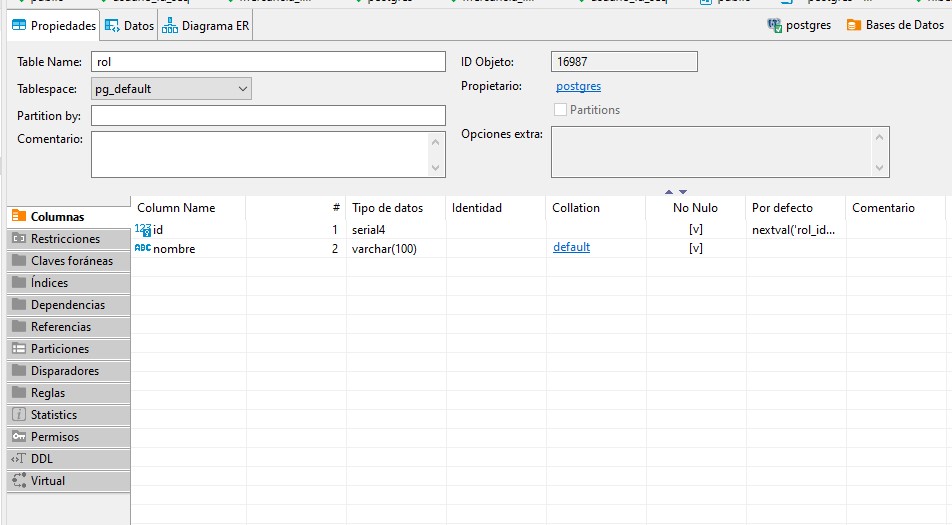 Propiedades Datos Diagrama ER postgres Bases de Datos
Table Name: rol ID Objeto: 16987
Tablespace: pg_default Propietario: postgres
Partition by: Partitions
Comentario: Opciones extra:
Column Name # Tipo de datos Identidad Collation No Nulo Por defecto Comentario
123 id 1 serial4 [v] nextval('rol_id...
ABC nombre 2 varchar(100) default [v]
Columnas
Restricciones
Claves foráneas
Índices
Dependencias
Referencias
Particiones
Disparadores
Reglas
Statistics
Permisos
DDL
Virtual